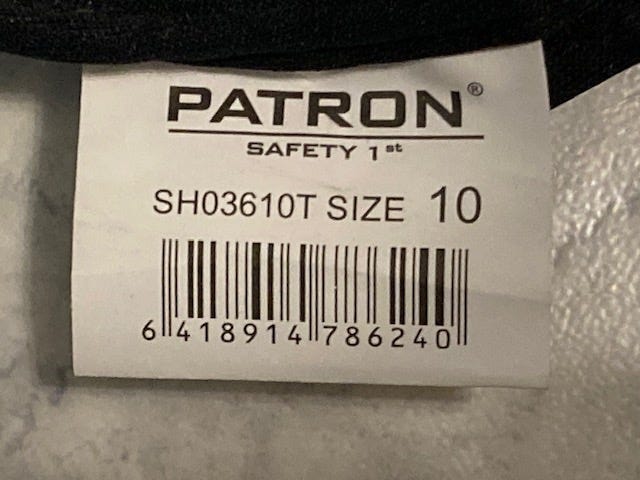 PATRON®
SAFETY 1st
SH03610T SIZE 10
6 418914 786240